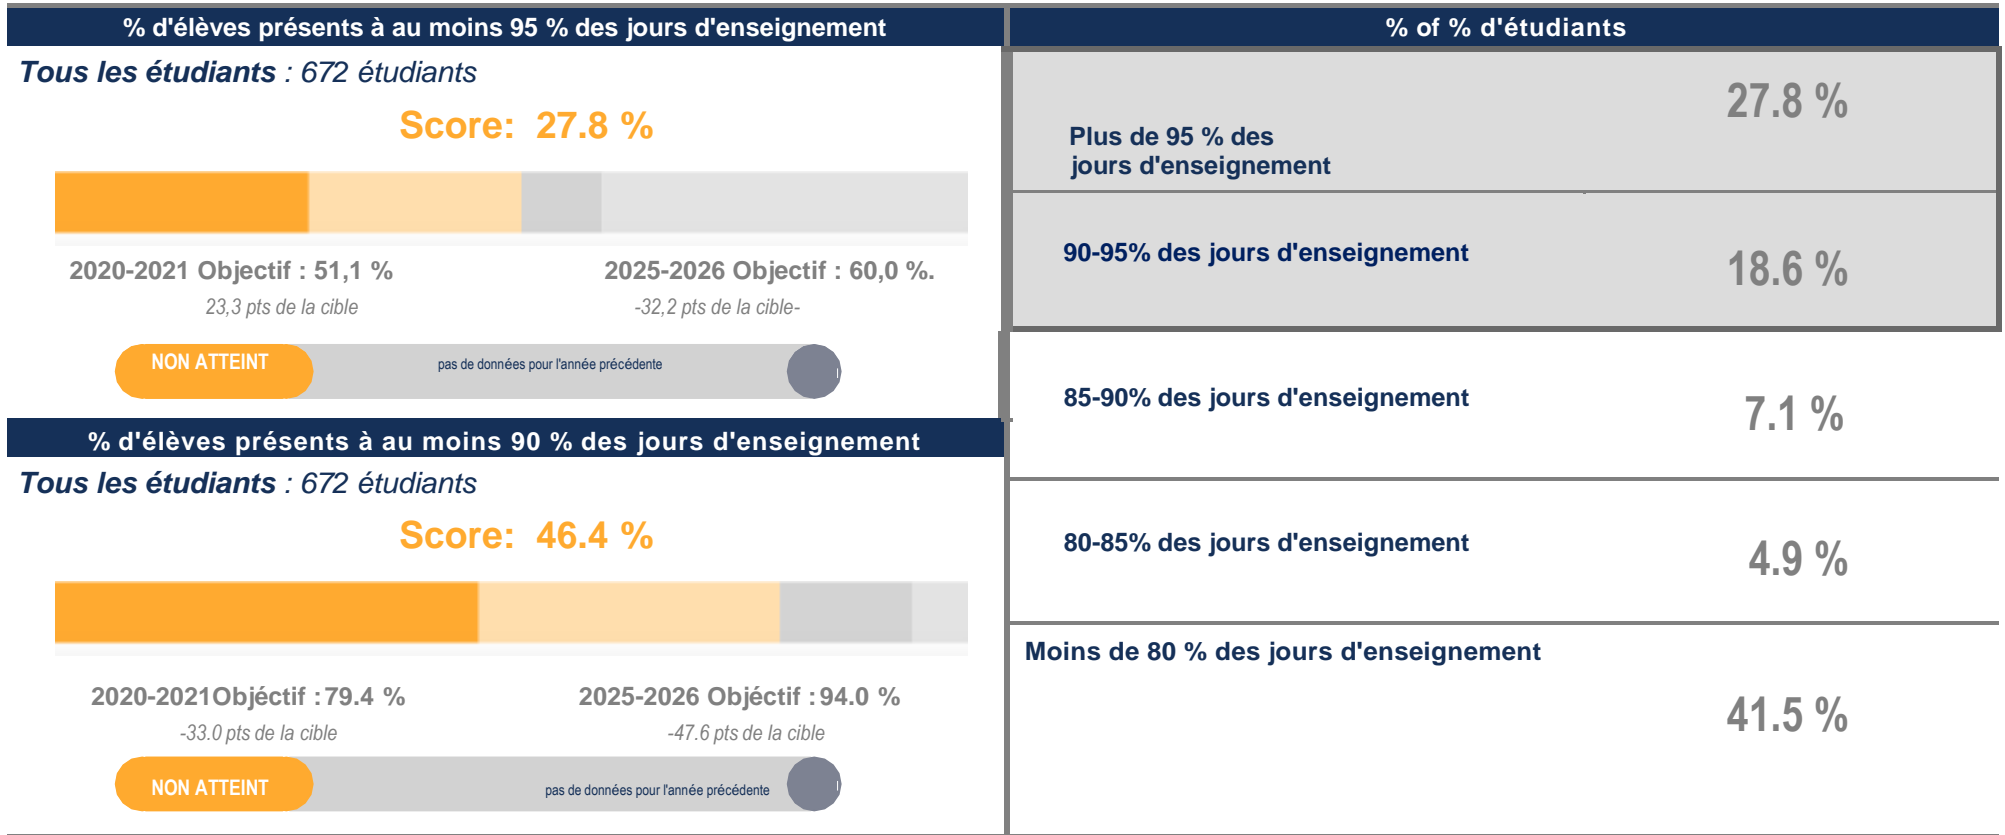 % d'élèves présents à au moins 95 % des jours d'enseignement
Tous les étudiants : 672 étudiants
Score: 27.8 %
2020-2021 Objectif : 51,1 %
2025-2026 Objectif : 60,0 %.
23,3 pts de la cible
-32,2 pts de la cible-
NON ATTEINT
pas de données pour l'année précédente
% d'élèves présents à au moins 90 % des jours d'enseignement
Tous les étudiants : 672 étudiants
Score: 46.4 %
2020-2021Objéctif : 79.4 %
2025-2026 Objéctif : 94.0 %
-33.0 pts de la cible
-47.6 pts de la cible
NON ATTEINT
pas de données pour l'année précédente
% of % d'étudiants
27.8 %
Plus de 95 % des
jours d'enseignement
90-95% des jours d'enseignement
18.6 %
85-90% des jours d'enseignement
7.1 %
80-85% des jours d'enseignement
4.9 %
Moins de 80 % des jours d'enseignement
41.5 %